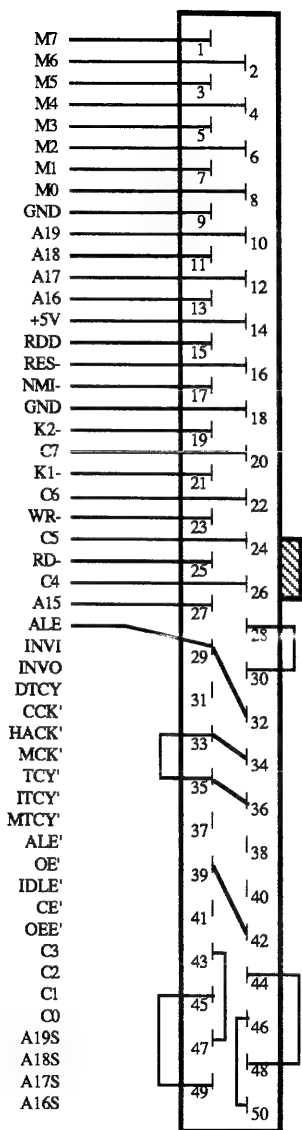 M7
1
M6
2
M5
3
M4
4
M3
5
M2
6
M1
7
M0
8
GND
9
A19
10
A18
11
A17
12
A16
13
+5V
14
RDD
15
RES-
16
NMI-
17
GND
18
K2-
19
C7
20
K1-
21
C6
22
WR-
23
C5
24
RD-
25
C4
26
A15
27
ALE
28
INVI
29
INVO
30
DTCY
31
CCK'
32
HACK'
33
MCK'
34
TCY'
35
ITCY'
36
MTCY'
37
ALE'
38
OE'
39
IDLE'
40
CE'
41
OEE'
42
C3
43
C2
44
C1
45
C0
46
A19S
47
A18S
48
A17S
49
A16S
50